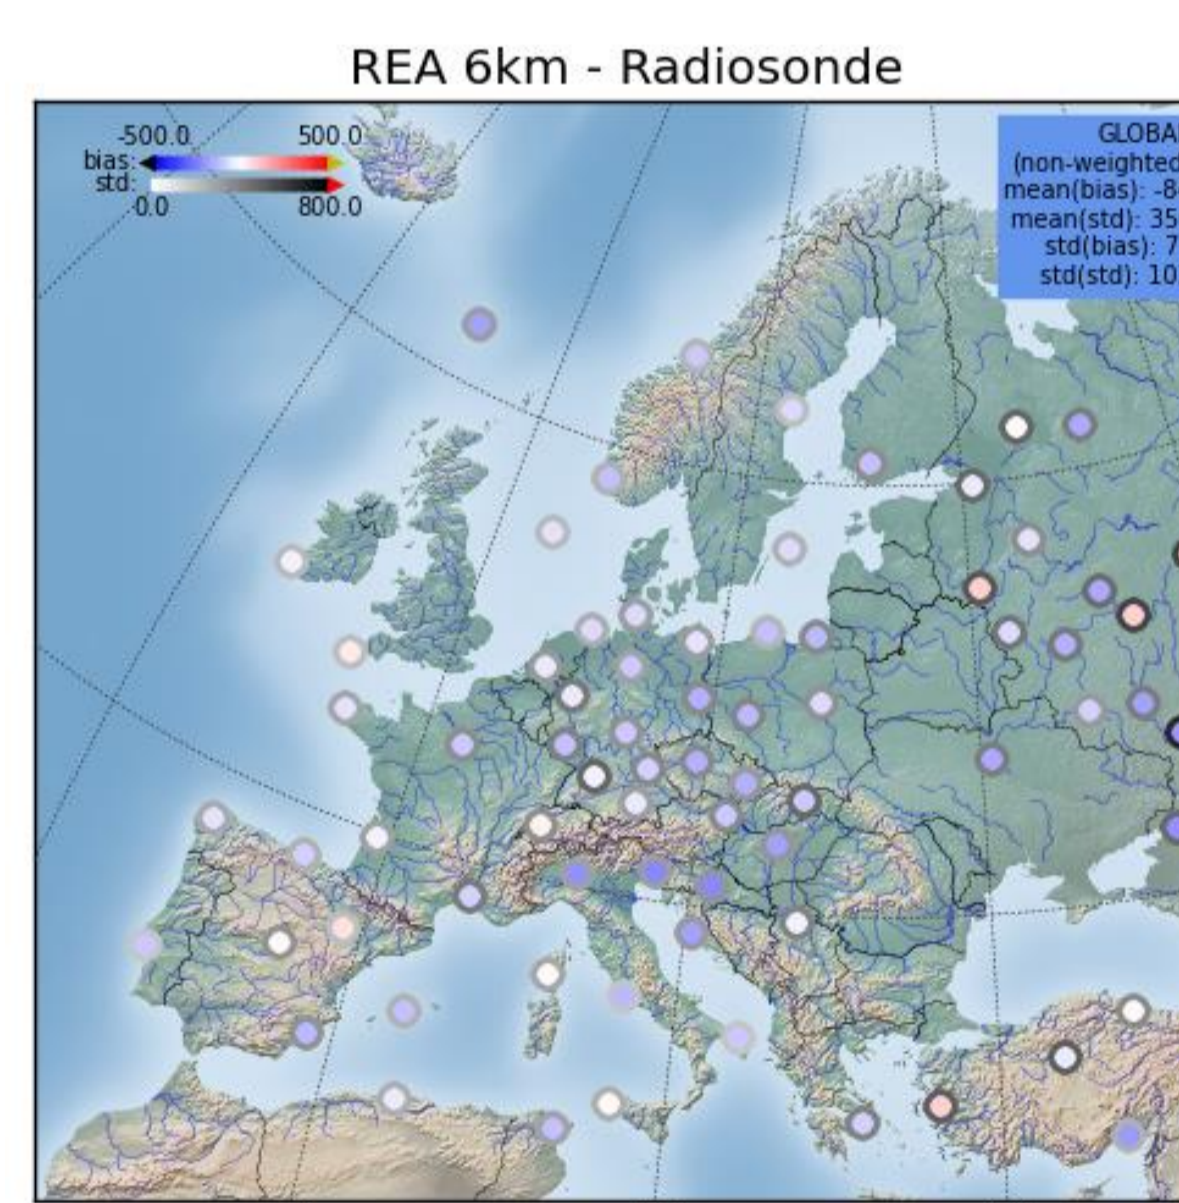 REA 6km - Radiosonde
-500.0 500.0
bias:
std:
0.0 800.0
GLOBAL
(non-weighted
mean(bias): -8
mean(std): 35
std(bias): 7
std(std): 10